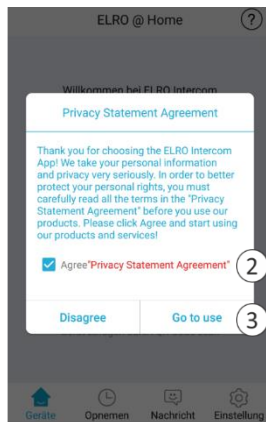 ELRO @ Home
?
Willkommen bei ELRO Intercom
Privacy Statement Agreement
Thank you for choosing the ELRO Intercom
App! We take your personal information
and privacy very seriously. In order to better
protect your personal rights, you must
carefully read all the terms in the "Privacy
Statement Agreement" before you use our
products. Please click Agree and start using
our products and services!
Agree"Privacy Statement Agreement"
2
Disagree
Go to use
3
Geräte
Opnemen
Nachricht
Einstellung